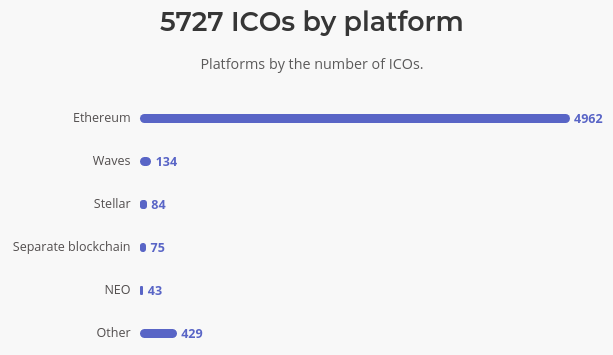 5727 ICOs by platform
Platforms by the number of ICOs.
Ethereum 4962
Waves 134
Stellar 84
Separate blockchain 75
NEO 43
Other 429